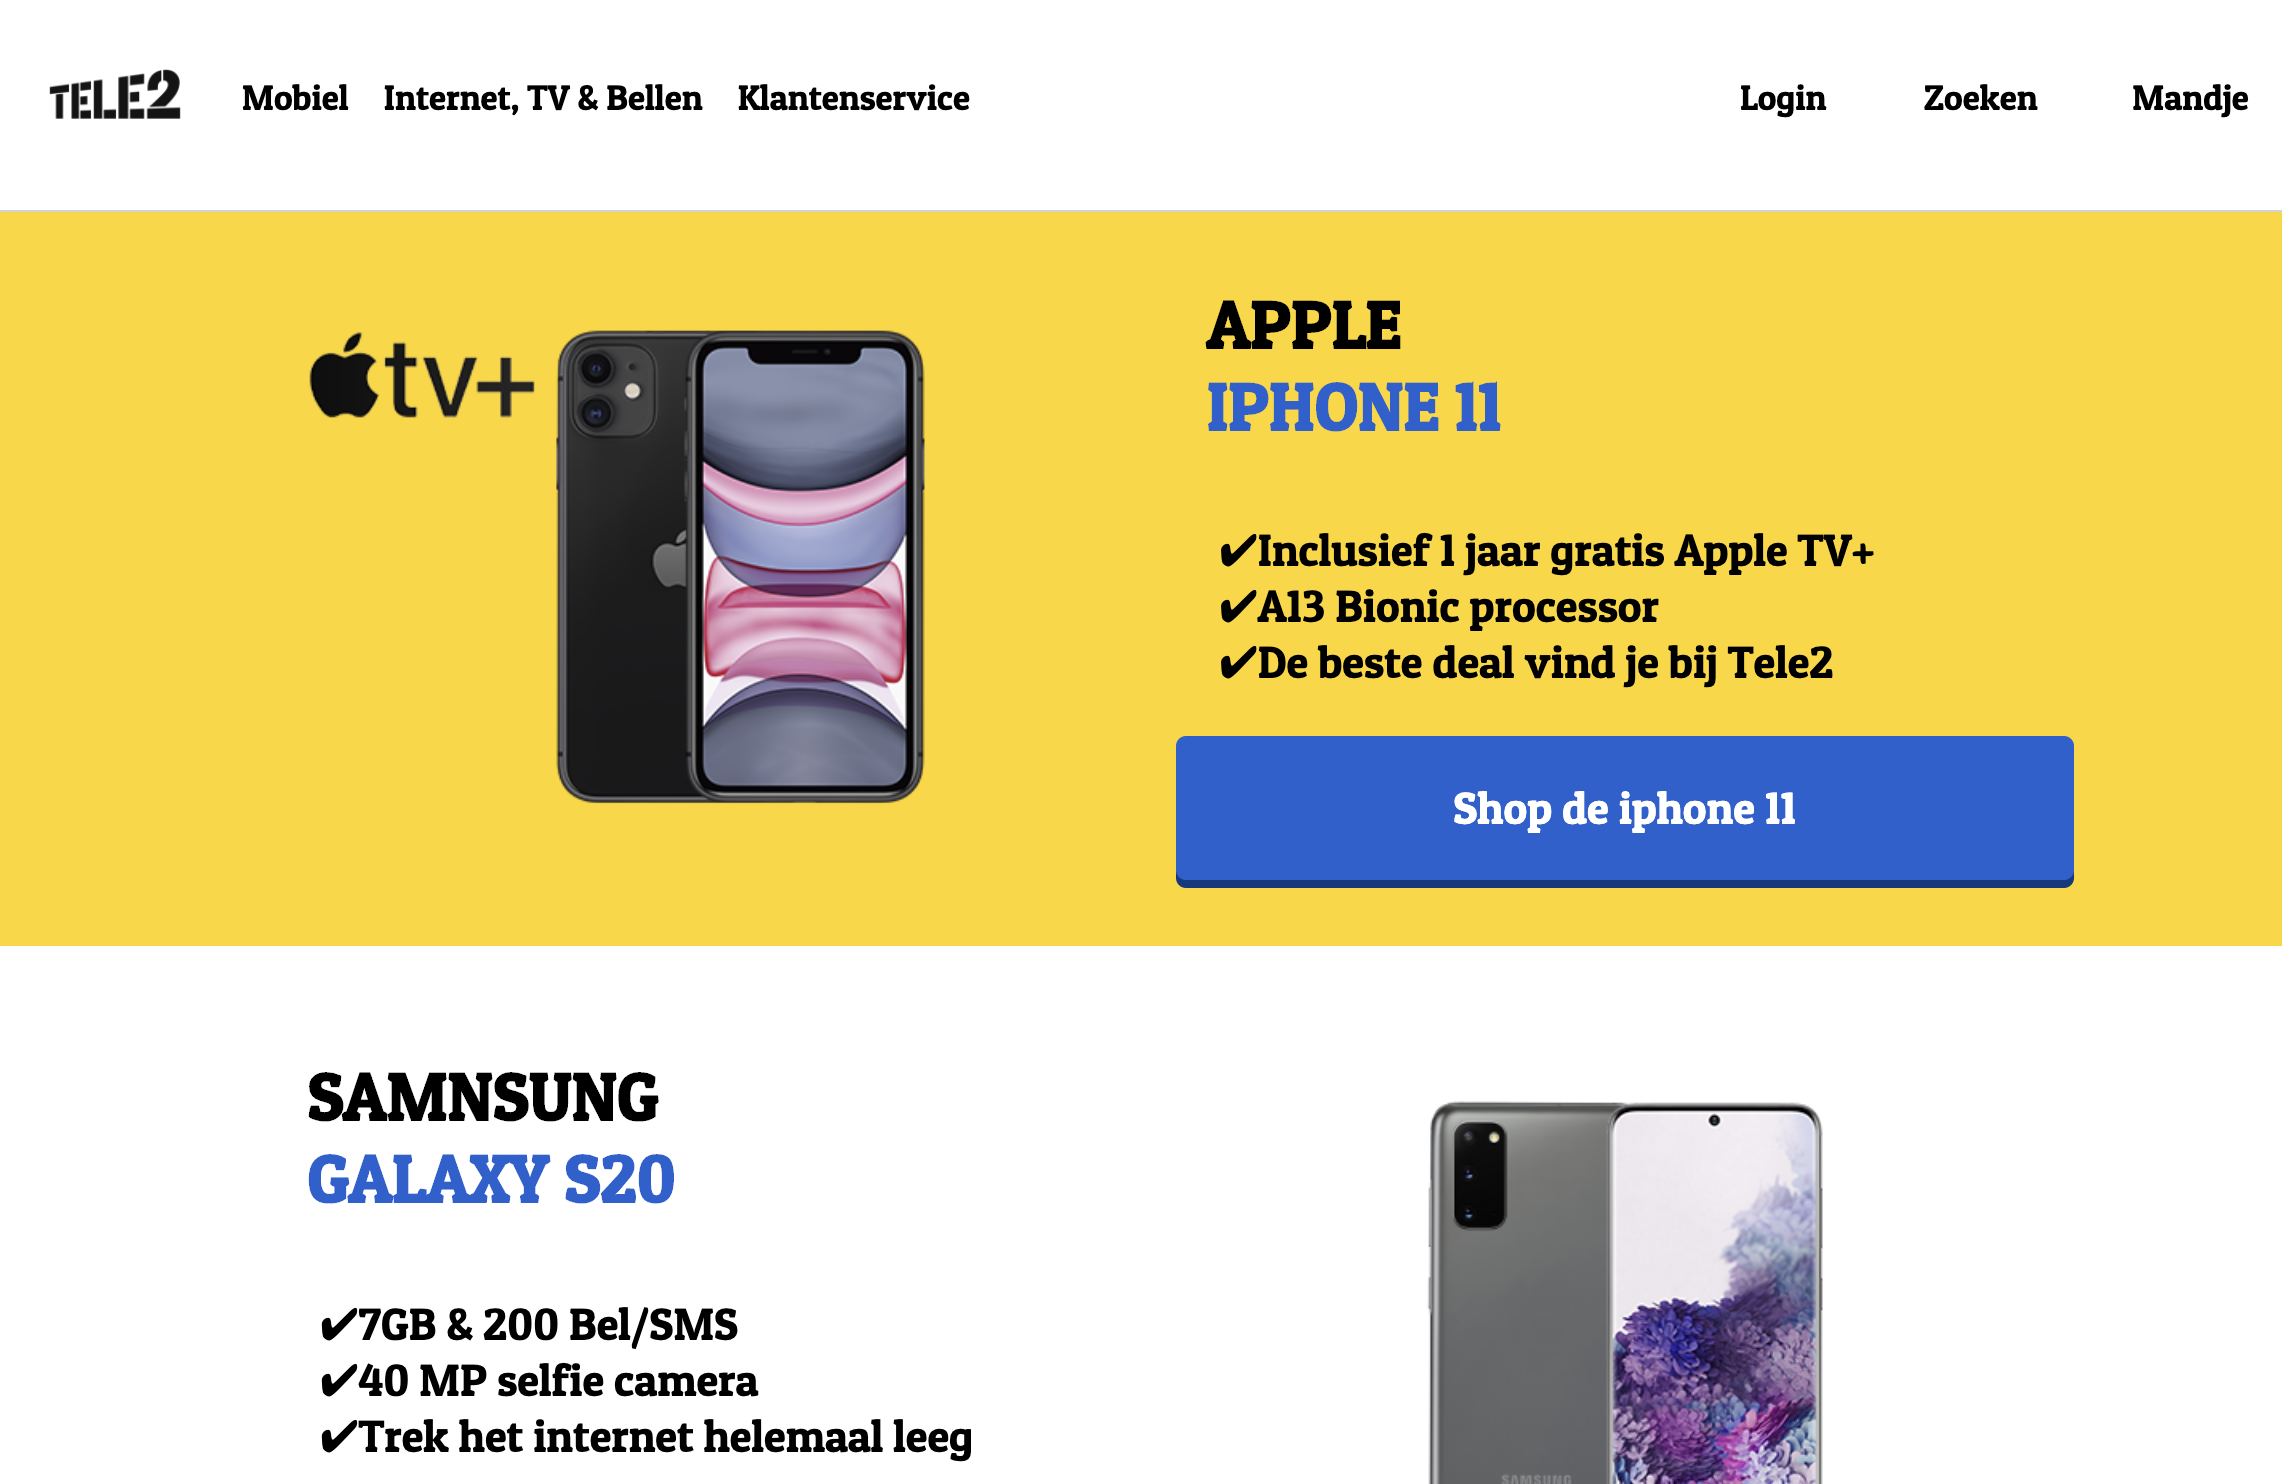 TELE2 Mobiel Internet, TV & Bellen Klantenservice Login Zoeken Mandje
tv+
APPLE
IPHONE 11
✔Inclusief 1 jaar gratis Apple TV+
✔A13 Bionic processor
✔De beste deal vind je bij Tele2
Shop de iphone 11
SAMNSUNG
GALAXY S20
✔7GB & 200 Bel/SMS
✔40 MP selfie camera
✔Trek het internet helemaal leeg
SAMSUNG